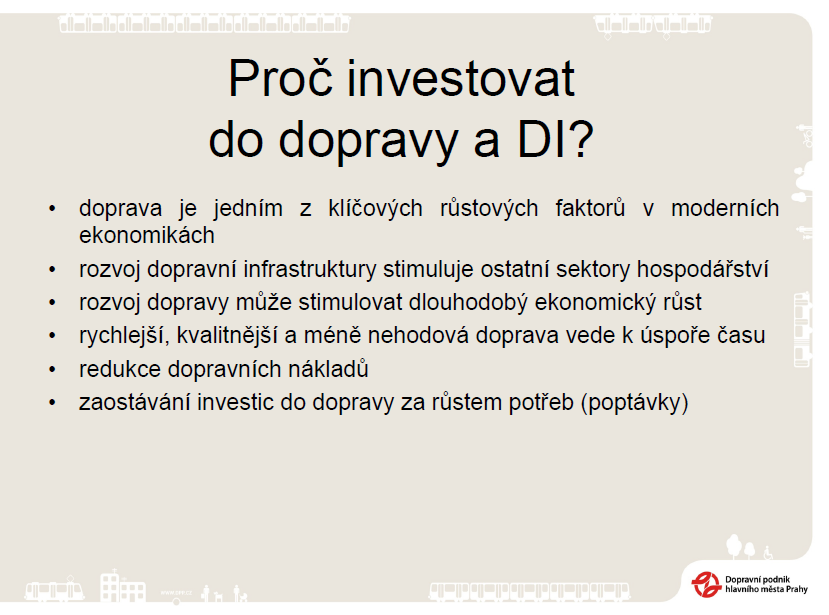 Proč investovat
do dopravy a DI?
• doprava je jedním z klíčových růstových faktorů v moderních
ekonomikách
• rozvoj dopravní infrastruktury stimuluje ostatní sektory hospodářství
• rozvoj dopravy může stimulovat dlouhodobý ekonomický růst
• rychlejší, kvalitnější a méně nehodová doprava vede k úspoře času
• redukce dopravních nákladů
• zaostávání investic do dopravy za růstem potřeb (poptávky)
Dopravní podnik
hlavního města Prahy